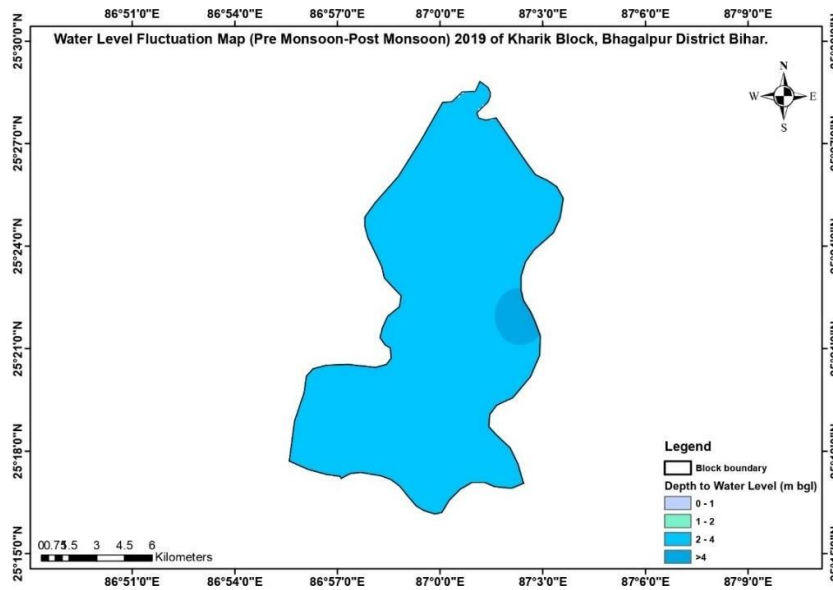 86°51'0"E 86°54'0"E 86°57'0"E 87°0'0"E 87°3'0"E 87°6'0"E 87°9'0"E
Water Level Fluctuation Map (Pre Monsoon-Post Monsoon) 2019 of Kharik Block, Bhagalpur District Bihar.
25°30'0"N
25°27'0"N
25°24'0"N
25°21'0"N
25°18'0"N
25°15'0"N
N
W E
S
Legend
Block boundary
Depth to Water Level (m bgl)
0 - 1
1 - 2
2 - 4
>4
0 0.75 1.5 3 4.5 6
Kilometers
86°51'0"E 86°54'0"E 86°57'0"E 87°0'0"E 87°3'0"E 87°6'0"E 87°9'0"E